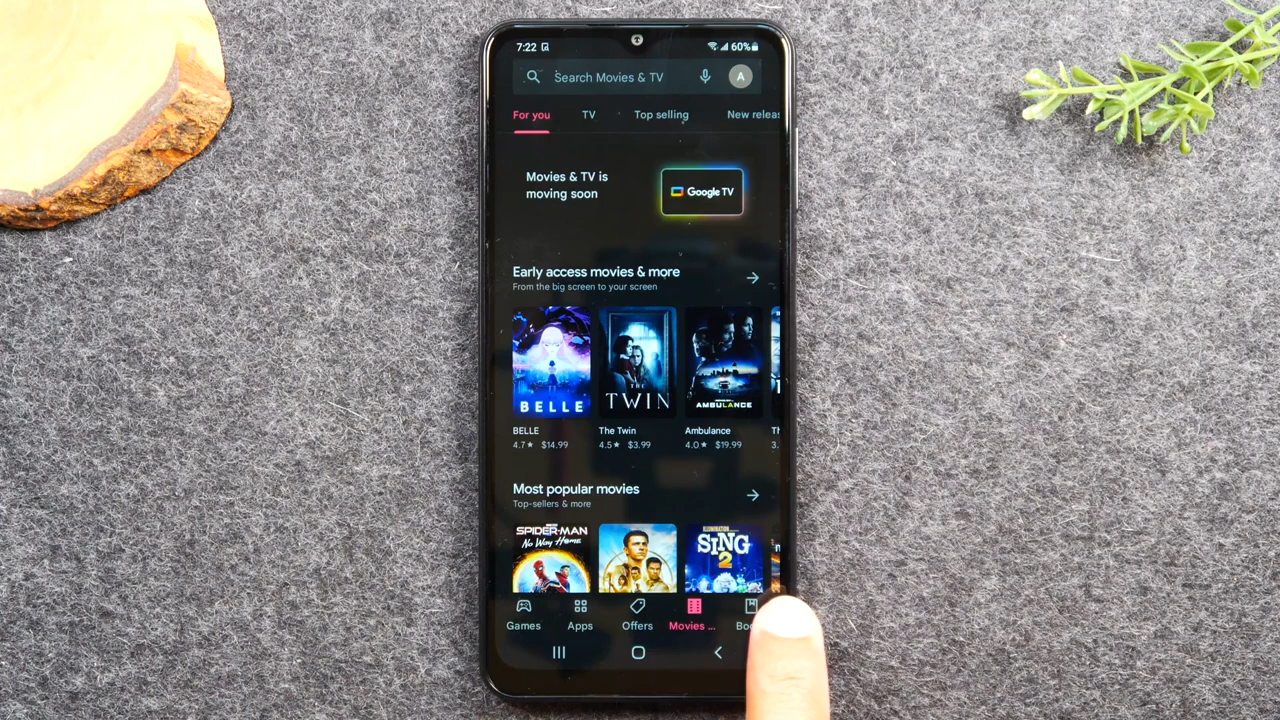 7:22 60%
Search Movies & TV A
For you TV Top selling New releas
Movies & TV is
moving soon
Google TV
Early access movies & more
From the big screen to your screen
BELLE
THE
TWIN
AMBULANCE
BELLE The Twin Ambulance Th
4.7★ $14.99 4.5★ $3.99 4.0★ $19.99 3.
Most popular movies
Top-sellers & more
SPIDER-MAN
NO WAY HOME
ILLUMINATION
SING
2
Games Apps Offers Movies ... Boo